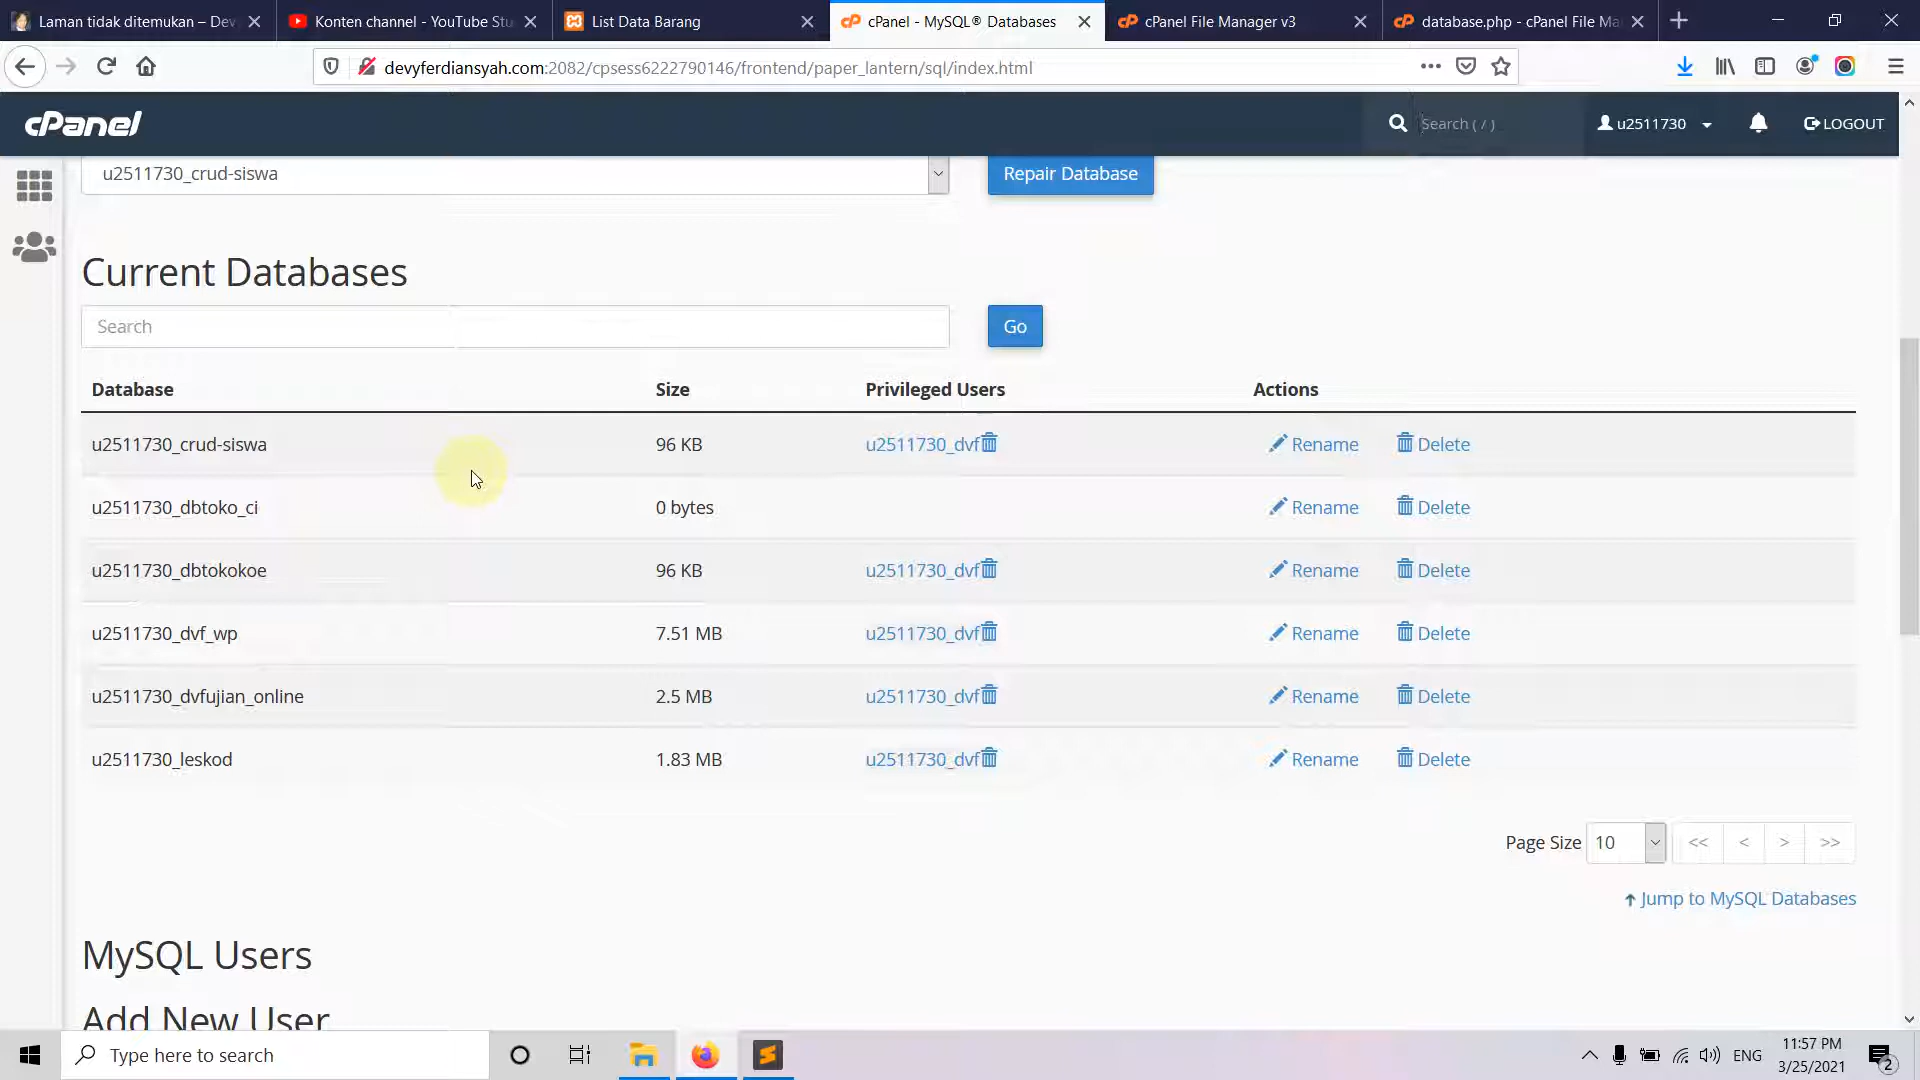 Laman tidak ditemukan – Dev
Konten channel - YouTube Stu
List Data Barang
cPanel - MySQL® Databases
cPanel File Manager v3
database.php - cPanel File Ma
devyferdiansyah.com:2082/cpsess6222790146/frontend/paper_lantern/sql/index.html
cPanel
Search ( / )
u2511730
LOGOUT
u2511730_crud-siswa
Repair Database
Current Databases
Search
Go
Database Size Privileged Users Actions
u2511730_crud-siswa 96 KB u2511730_dvf Rename Delete
u2511730_dbtoko_ci 0 bytes Rename Delete
u2511730_dbtokokoe 96 KB u2511730_dvf Rename Delete
u2511730_dvf_wp 7.51 MB u2511730_dvf Rename Delete
u2511730_dvfujian_online 2.5 MB u2511730_dvf Rename Delete
u2511730_leskod 1.83 MB u2511730_dvf Rename Delete
Page Size 10 << < > >>
Jump to MySQL Databases
MySQL Users
Add New User
Type here to search
ENG
11:57 PM
3/25/2021
2